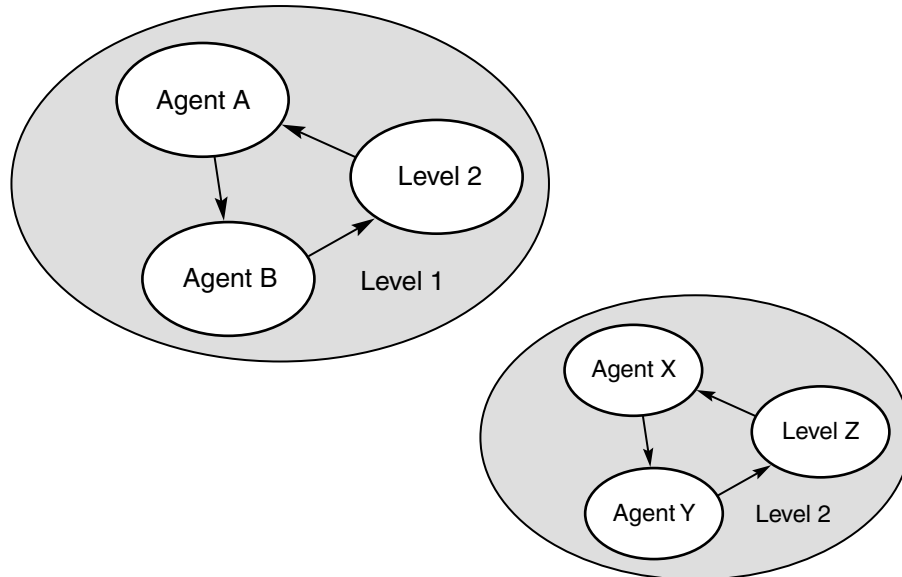 Agent A
Level 2
Agent B
Level 1
Agent X
Level Z
Agent Y
Level 2